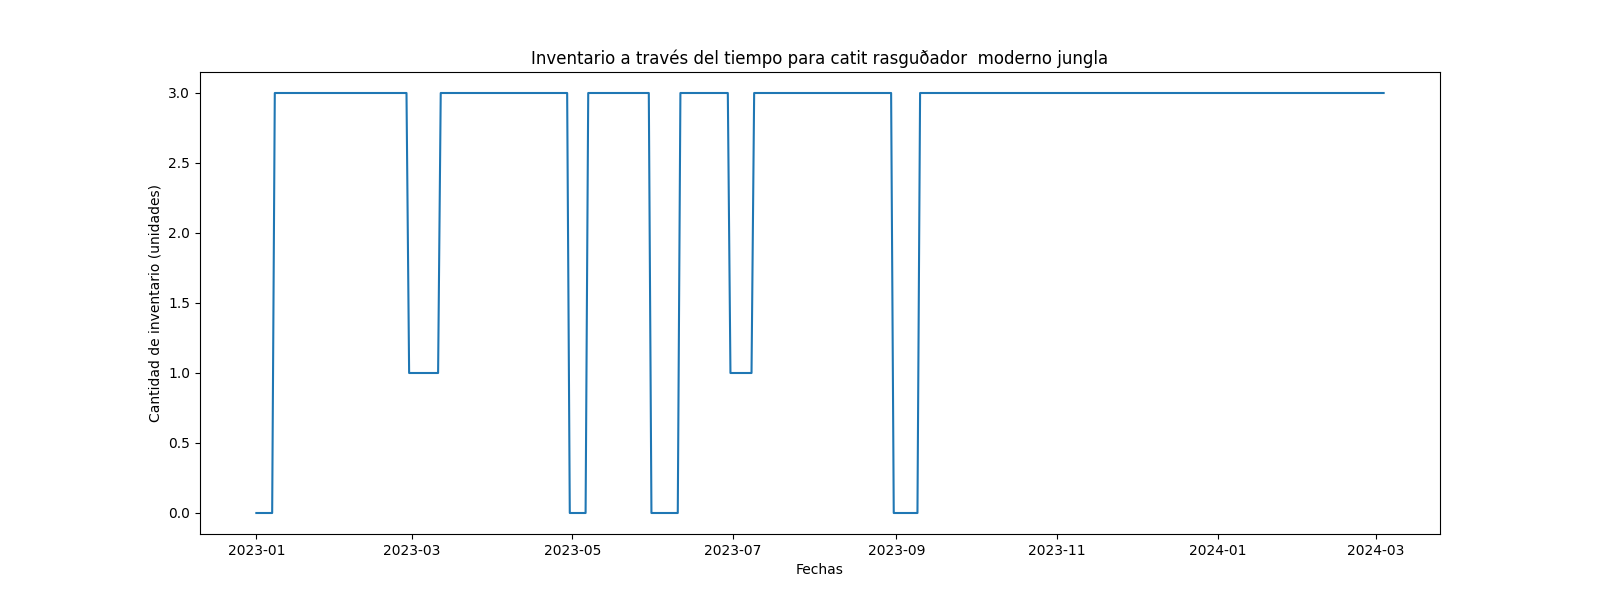 Inventario a través del tiempo para catit rasguðador  moderno jungla
Cantidad de inventario (unidades)
3.0
2.5
2.0
1.5
1.0
0.5
0.0
2023-01 2023-03 2023-05 2023-07 2023-09 2023-11 2024-01 2024-03
Fechas